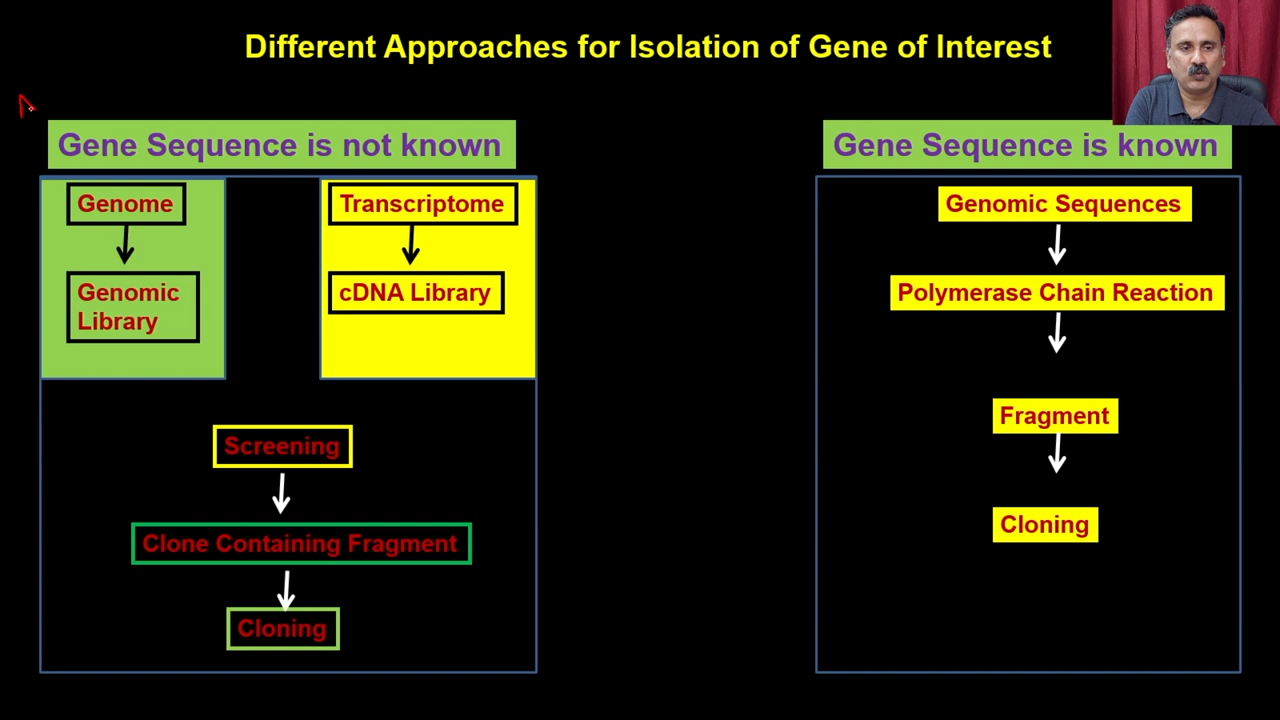 Different Approaches for Isolation of Gene of Interest
Gene Sequence is not known
Genome
Genomic
Library
Transcriptome
cDNA Library
Screening
Clone Containing Fragment
Cloning
Gene Sequence is known
Genomic Sequences
Polymerase Chain Reaction
Fragment
Cloning